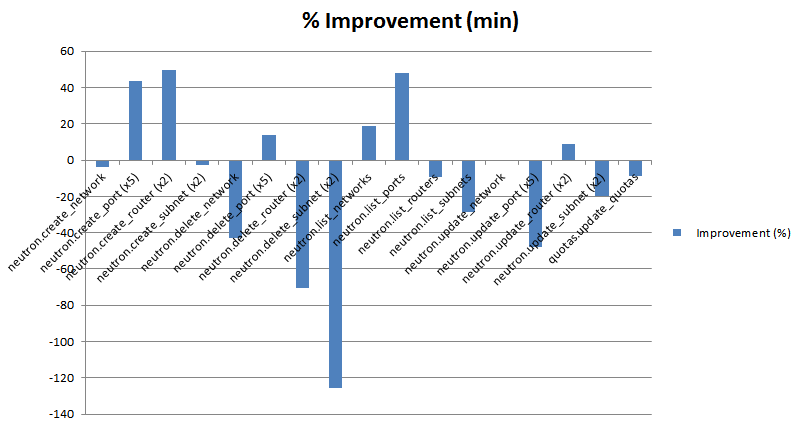 % Improvement (min)
60
40
20
0
-20
-40
-60
-80
-100
-120
-140
neutron.create_network
neutron.create_port (x5)
neutron.create_router (x2)
neutron.create_subnet (x2)
neutron.delete_network
neutron.delete_port (x5)
neutron.delete_router (x2)
neutron.delete_subnet (x2)
neutron.list_networks
neutron.list_ports
neutron.list_routers
neutron.list_subnets
neutron.update_network
neutron.update_port (x5)
neutron.update_router (x2)
neutron.update_subnet (x2)
quotas.update_quotas
Improvement (%)